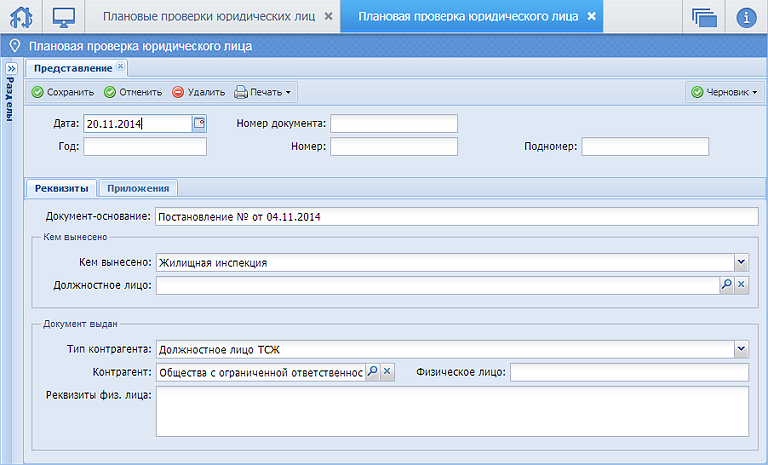 Плановые проверки юридических лиц ×
Плановая проверка юридического лица ×
Плановая проверка юридического лица
Разделы
Представление
Сохранить Отменить Удалить Печать Черновик
Дата: 20.11.2014 Номер документа:
Год: Номер: Подномер:
Реквизиты Приложения
Документ-основание: Постановление № от 04.11.2014
Кем вынесено
Кем вынесено: Жилищная инспекция
Должностное лицо:
Документ выдан
Тип контрагента: Должностное лицо ТСЖ
Контрагент: Общества с ограниченной ответственнос Физическое лицо:
Реквизиты физ. лица: